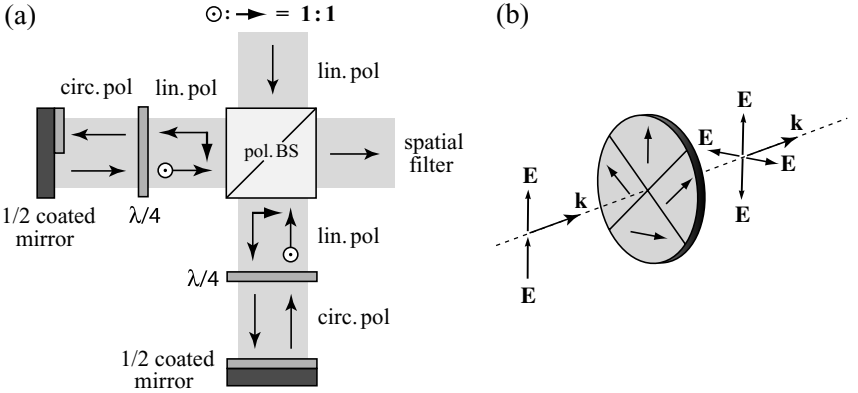 (a)
⊙: → = 1:1
lin. pol
circ. pol
lin. pol
pol. BS
spatial
filter
1/2 coated
mirror
λ/4
lin. pol
λ/4
circ. pol
1/2 coated
mirror
(b)
E
k
E
E
E
k
E
E